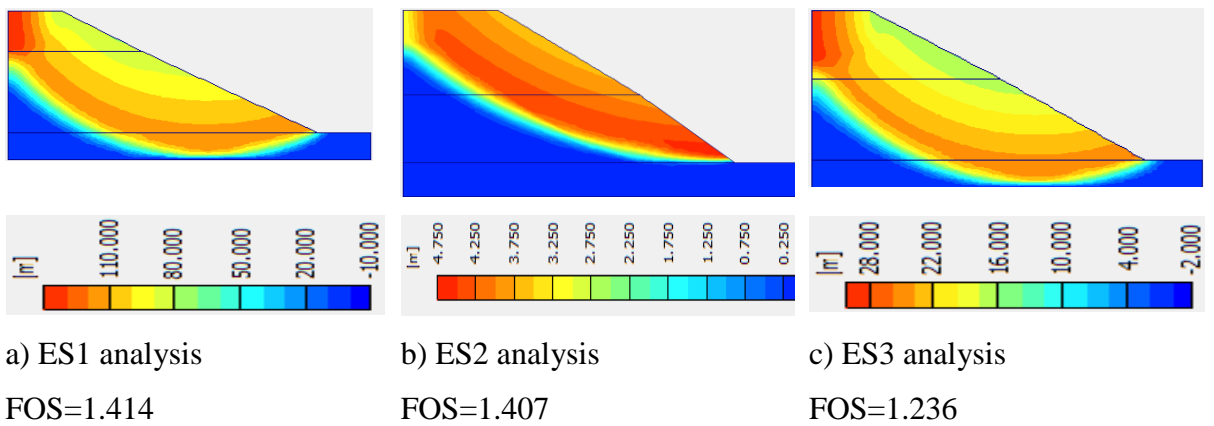 [m]
110.000
80.000
50.000
20.000
-10.000
[m]
4.750
4.250
3.750
3.250
2.750
2.250
1.750
1.250
0.750
0.250
[m]
28.000
22.000
16.000
10.000
4.000
-2.000
a) ES1 analysis
FOS=1.414
b) ES2 analysis
FOS=1.407
c) ES3 analysis
FOS=1.236